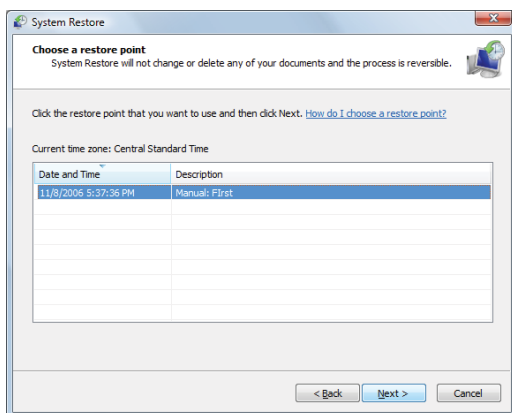 System Restore
Choose a restore point
System Restore will not change or delete any of your documents and the process is reversible.
Click the restore point that you want to use and then click Next. How do I choose a restore point?
Current time zone: Central Standard Time
Date and Time Description
11/8/2006 5:37:36 PM Manual: FIrst
< Back Next > Cancel